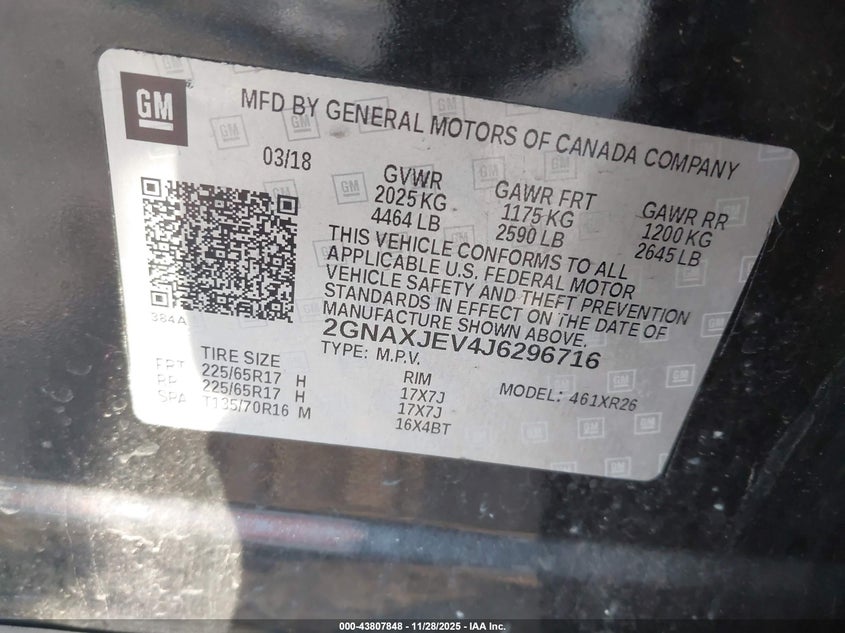 GM
MFD BY GENERAL MOTORS OF CANADA COMPANY
03/18
GVWR
2025 KG
4464 LB
GAWR FRT
1175 KG
2590 LB
GAWR RR
1200 KG
2645 LB
THIS VEHICLE CONFORMS TO ALL
APPLICABLE U.S. FEDERAL MOTOR
VEHICLE SAFETY AND THEFT PREVENTION
STANDARDS IN EFFECT ON THE DATE OF
MANUFACTURE SHOWN ABOVE.
2GNAXJEV4J6296716
TYPE: M.P.V.
MODEL: 461XR26
384A
TIRE SIZE
RIM
FRT 225/65R17 H 17X7J
RR 225/65R17 H 17X7J
SPA T135/70R16 M 16X4BT
000-43807848 -- 11/28/2025 -- IAA Inc.